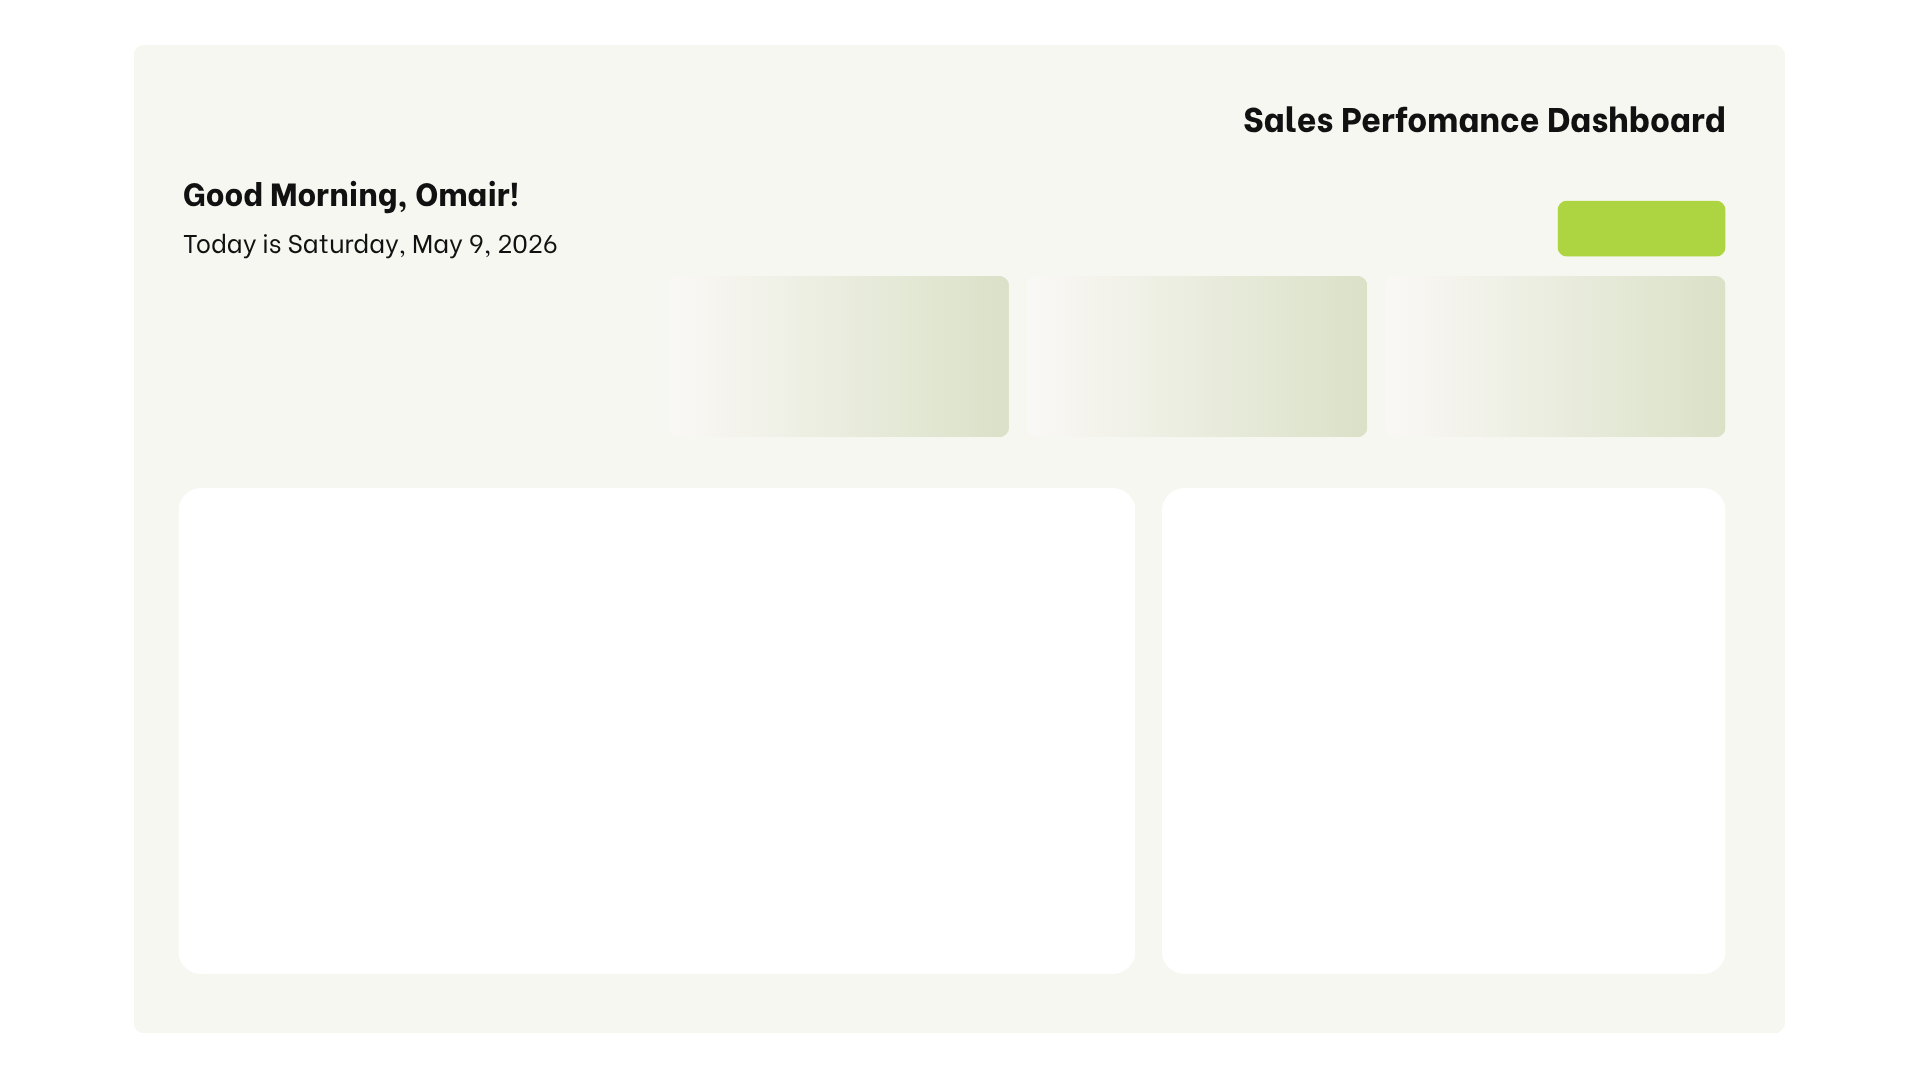 Sales Perfomance Dashboard
Good Morning, Omair!
Today is Saturday, May 9, 2026